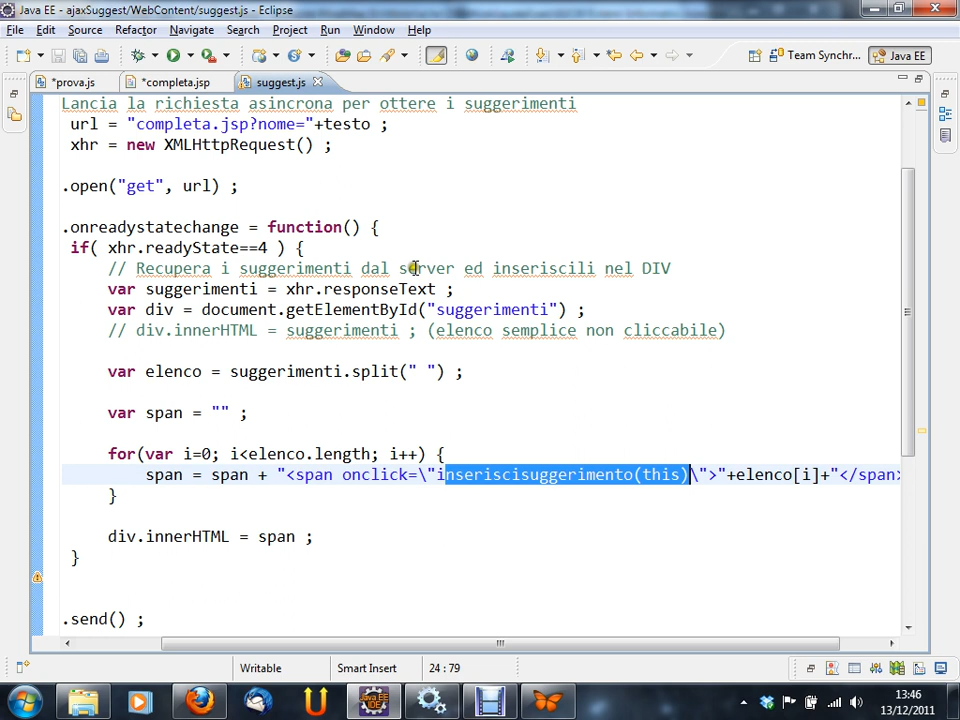 Java EE - ajaxSuggest/WebContent/suggest.js - Eclipse
File Edit Source Refactor Navigate Search Project Run Window Help
Team Synchr... Java EE
*prova.js *completa.jsp suggest.js
Lancia la richiesta asincrona per ottere i suggerimenti
url = "completa.jsp?nome="+testo ;
xhr = new XMLHttpRequest() ;
.open("get", url) ;
.onreadystatechange = function() {
if( xhr.readyState==4 ) {
// Recupera i suggerimenti dal server ed inseriscili nel DIV
var suggerimenti = xhr.responseText ;
var div = document.getElementById("suggerimenti") ;
// div.innerHTML = suggerimenti ; (elenco semplice non cliccabile)
var elenco = suggerimenti.split(" ") ;
var span = "" ;
for(var i=0; i<elenco.length; i++) {
span = span + "<span onclick=\"inseriscisuggerimento(this)\">"+elenco[i]+"</span>
}
div.innerHTML = span ;
}
.send() ;
Writable Smart Insert 24 : 79
13:46
13/12/2011